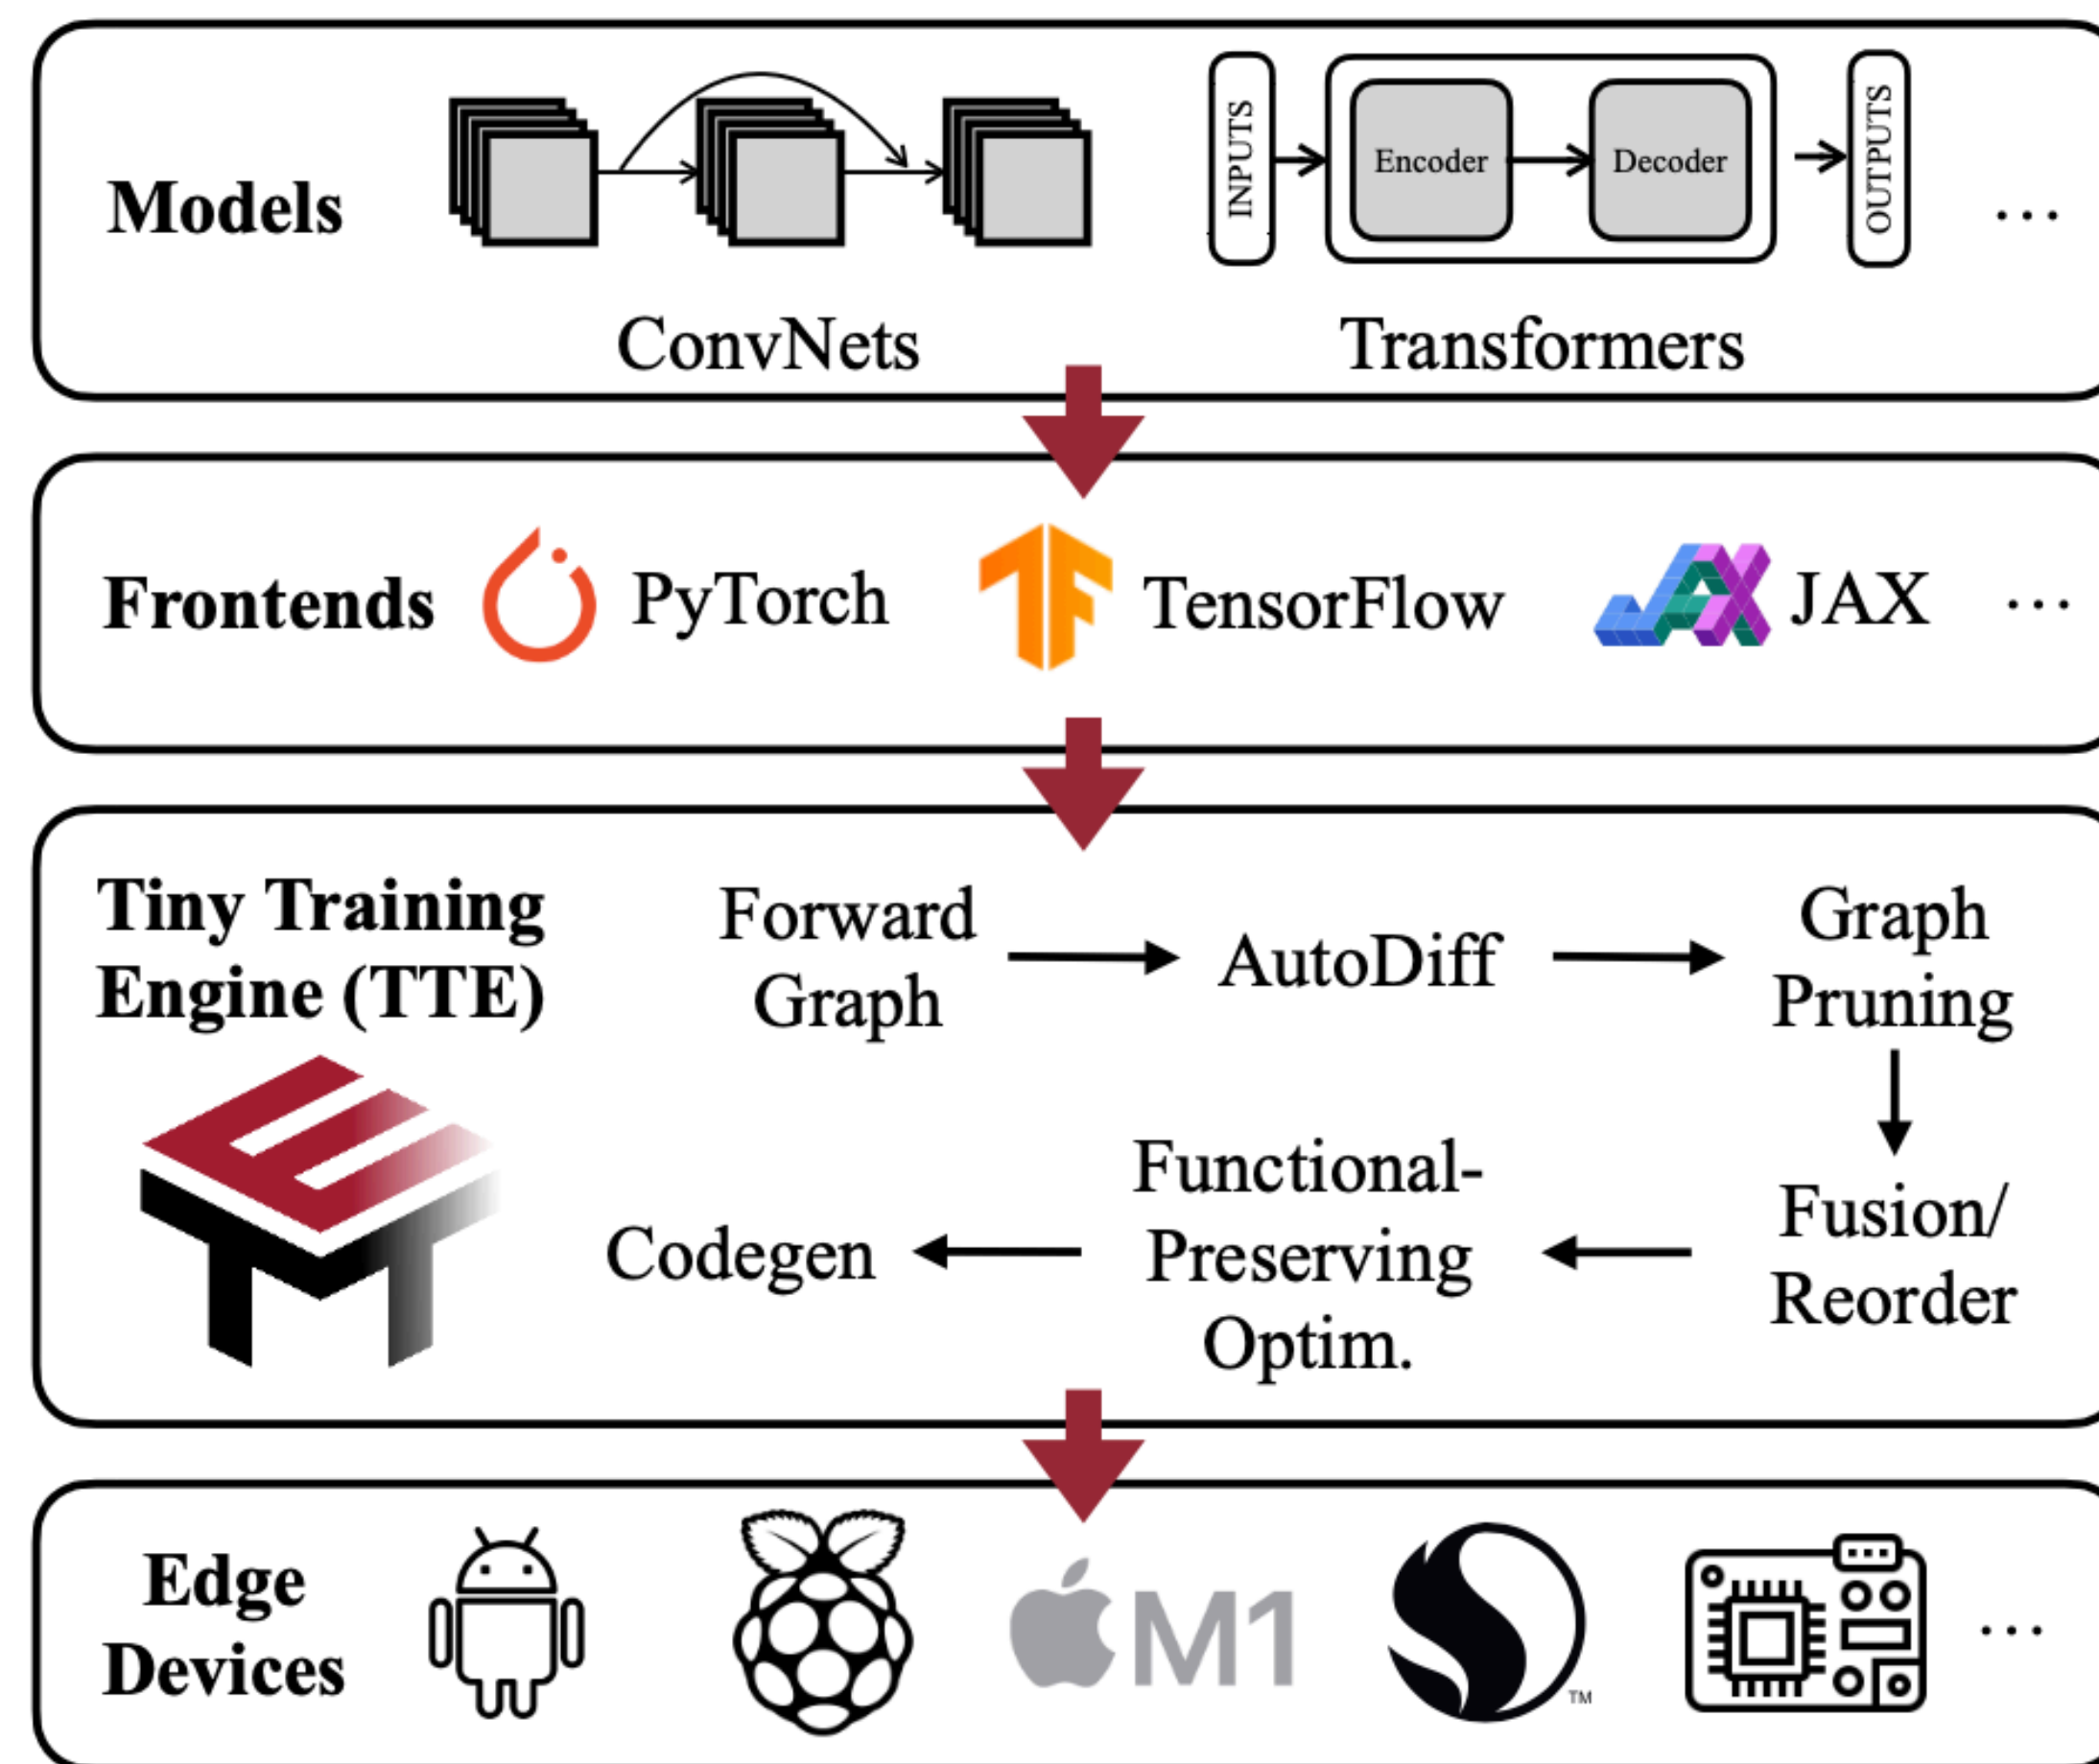 Models
INPUTS
Encoder
Decoder
OUTPUTS
...
ConvNets
Transformers
Frontends
PyTorch
TensorFlow
JAX
...
Tiny Training
Engine (TTE)
Forward
Graph
AutoDiff
Graph
Pruning
Fusion/
Reorder
Functional-
Preserving
Optim.
Codegen
Edge
Devices
M1
TM
...